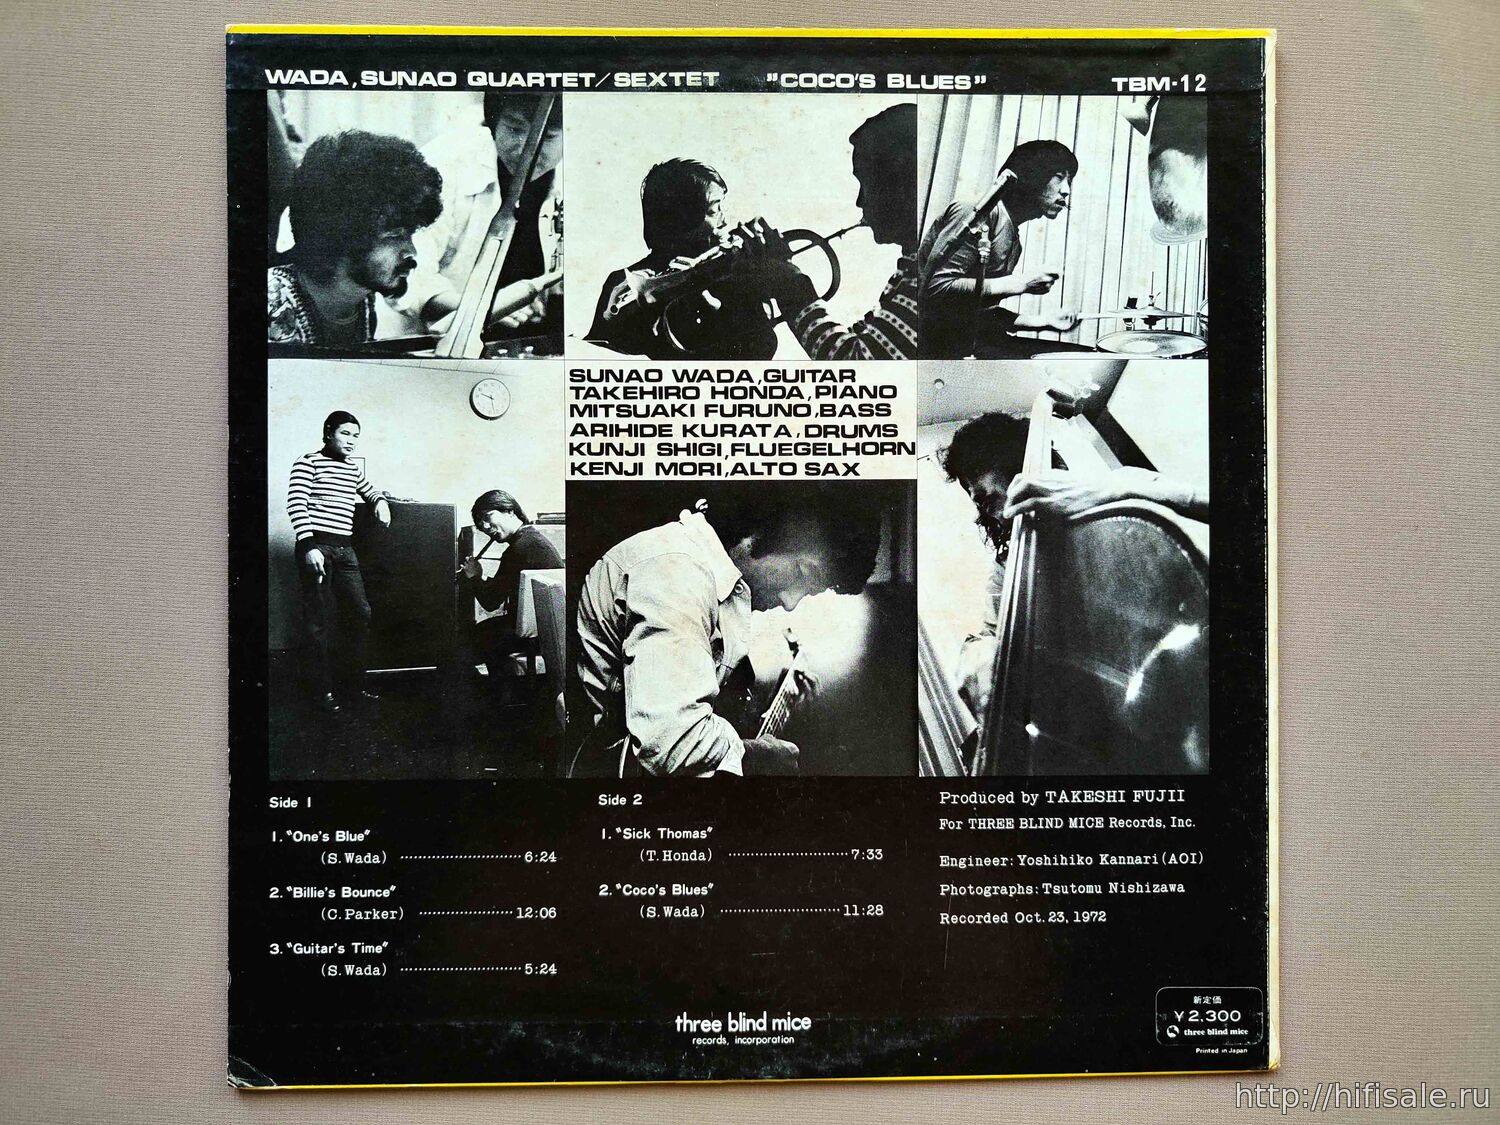 WADA, SUNAO QUARTET/SEXTET "COCO'S BLUES" TBM-12
SUNAO WADA, GUITAR
TAKEHIRO HONDA, PIANO
MITSUAKI FURUNO, BASS
ARIHIDE KURATA, DRUMS
KUNJI SHIGI, FLUEGELHORN
KENJI MORI, ALTO SAX
Side 1
1. "One's Blue"
(S. Wada) 6:24
2. "Billie's Bounce"
(C. Parker) 12:06
3. "Guitar's Time"
(S. Wada) 5:24
Side 2
1. "Sick Thomas"
(T. Honda) 7:33
2. "Coco's Blues"
(S. Wada) 11:28
Produced by TAKESHI FUJII
For THREE BLIND MICE Records, Inc.
Engineer: Yoshihiko Kannari (AOI)
Photographs: Tsutomu Nishizawa
Recorded Oct. 23, 1972
three blind mice
records, incorporation
新定価
¥2,300
three blind mice
Printed in Japan
http://hifisale.ru